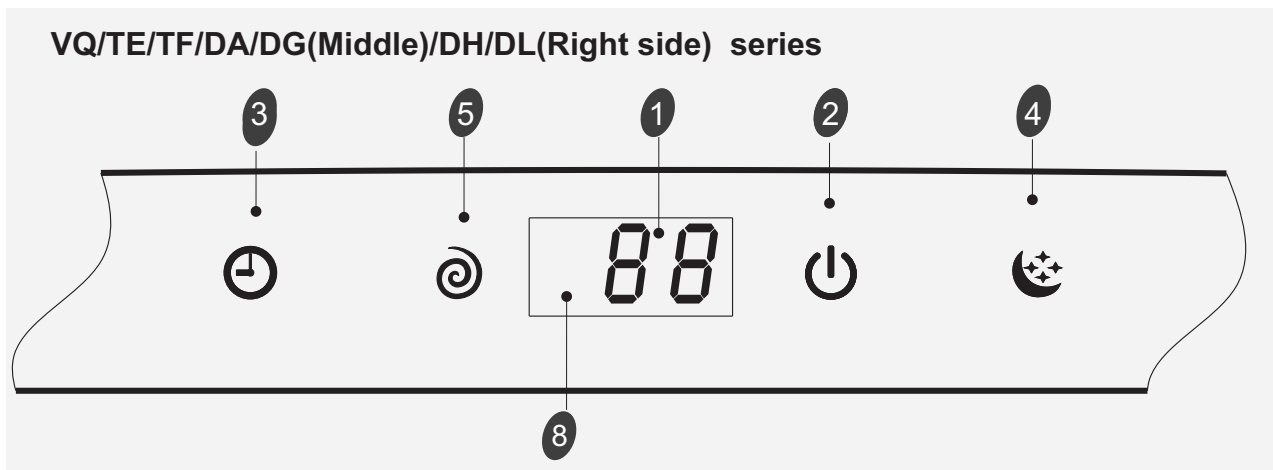 VQ/TE/TF/DA/DG(Middle)/DH/DL(Right side) series
3 5 1 2 4
88
8